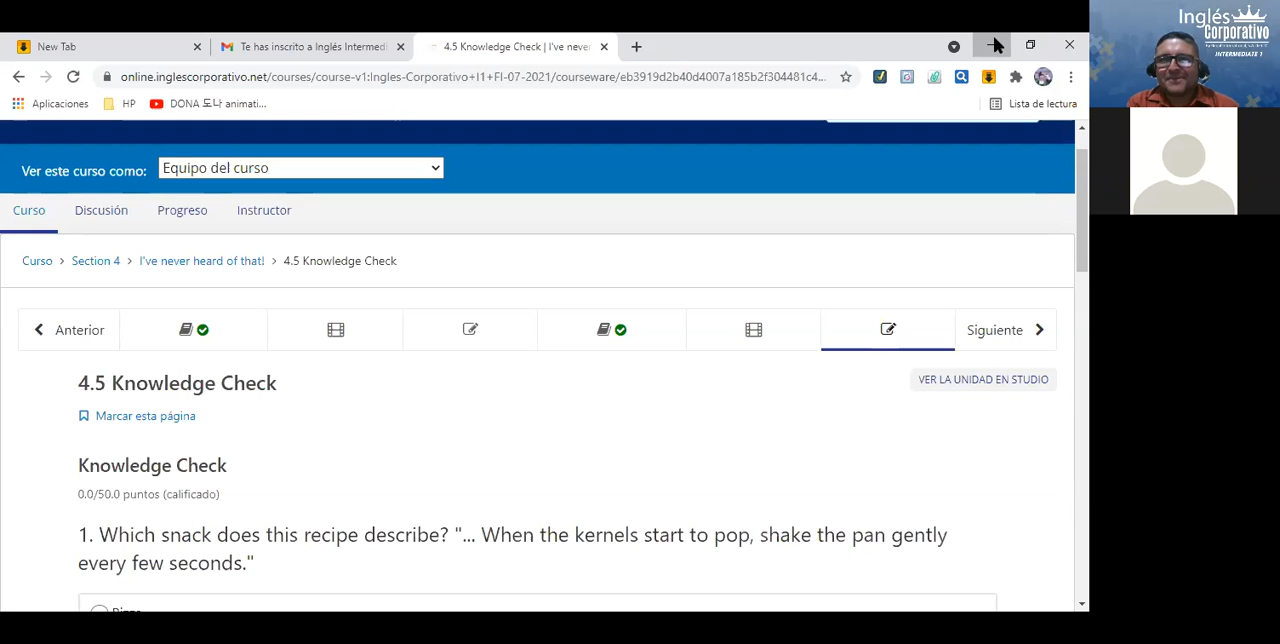 New Tab
Te has inscrito a Inglés Intermedi
4.5 Knowledge Check | I've never
online.inglescorporativo.net/courses/course-v1:Ingles-Corporativo+I1+FI-07-2021/courseware/eb3919d2b40d4007a185b2f304481c4...
Aplicaciones
HP
DONA 도나 animati...
Lista de lectura
Inglés
Corporativo
INTERMEDIATE 1
Ver este curso como:
Equipo del curso
Curso
Discusión
Progreso
Instructor
Curso > Section 4 > I've never heard of that! > 4.5 Knowledge Check
Anterior
Siguiente
4.5 Knowledge Check
VER LA UNIDAD EN STUDIO
Marcar esta página
Knowledge Check
0.0/50.0 puntos (calificado)
1. Which snack does this recipe describe? "... When the kernels start to pop, shake the pan gently
every few seconds."